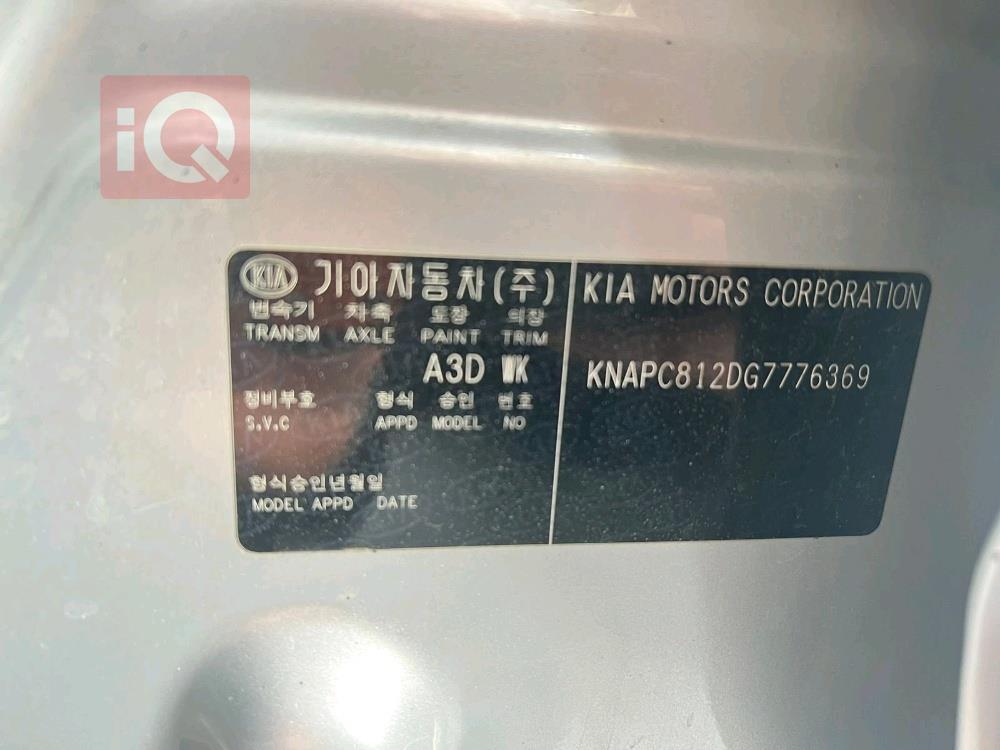 iQ
KIA 기아자동차(주)
변속기 차축 도장 의장
TRANSM AXLE PAINT TRIM
A3D WK
정비부호 형식 승인 번호
S.V.C APPD MODEL NO
형식승인년월일
MODEL APPD DATE
KIA MOTORS CORPORATION
KNAPC812DG7776369